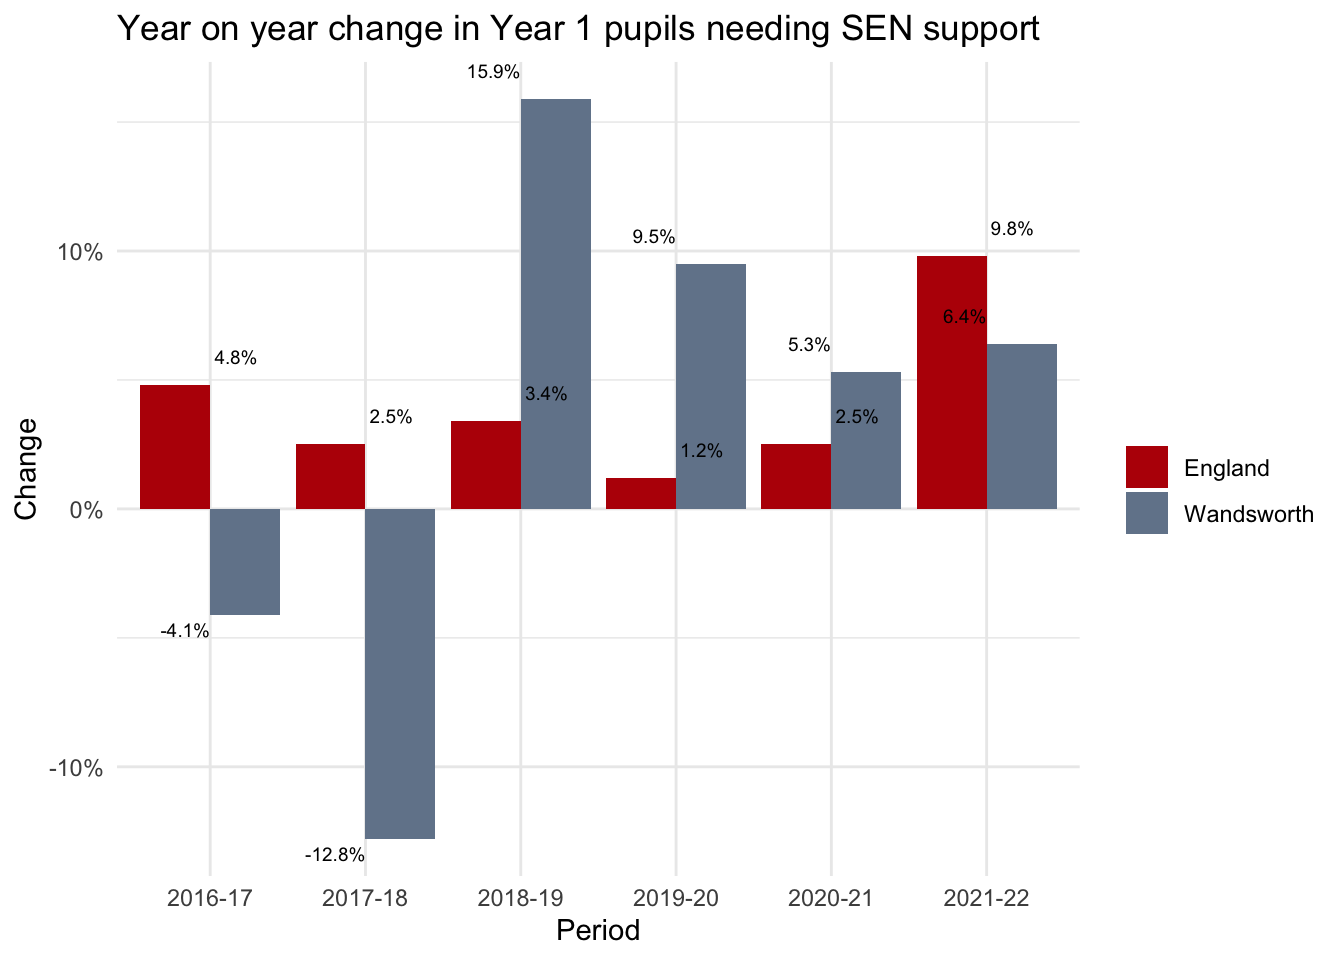 Year on year change in Year 1 pupils needing SEN support
15.9%
9.8%
9.5%
10%
6.4%
5.3%
4.8%
3.4%
2.5%
2.5%
1.2%
Change
England
0%
Wandsworth
-4.1%
-10%
-12.8%
2016-17 2017-18 2018-19 2019-20 2020-21 2021-22
Period